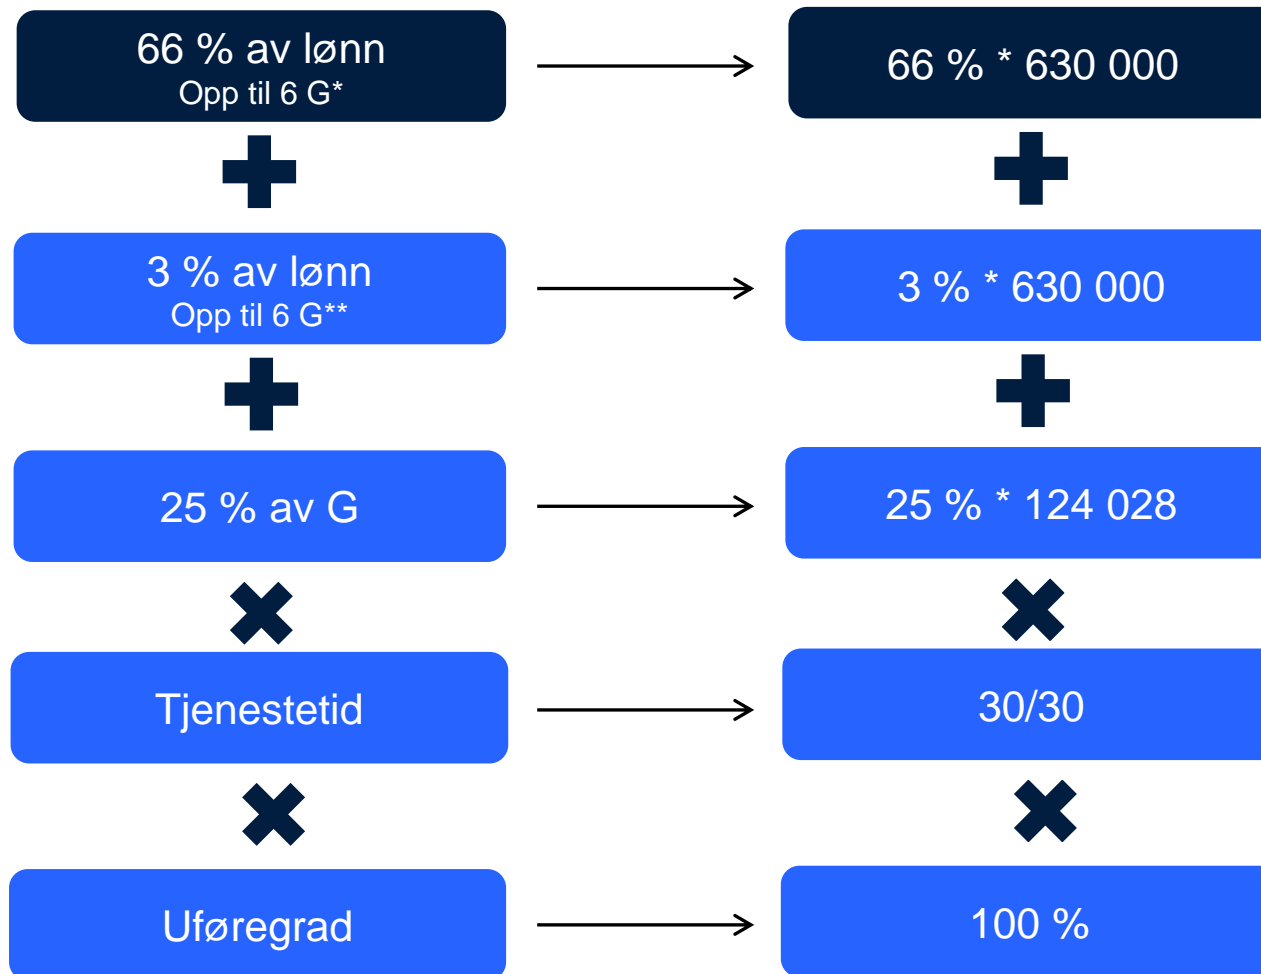 66 % av lønn
Opp til 6 G*
66 % * 630 000
3 % av lønn
Opp til 6 G**
3 % * 630 000
25 % av G
25 % * 124 028
Tjenestetid
30/30
Uføregrad
100 %